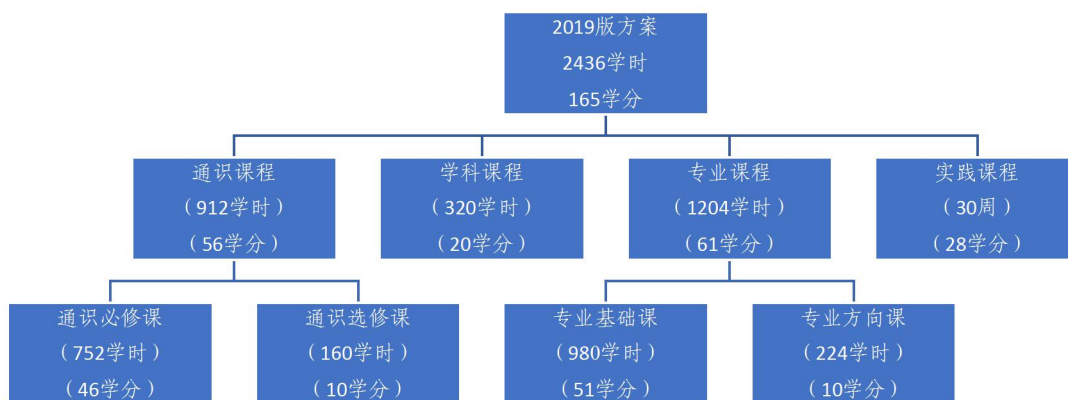 2019版方案
2436学时
165学分
通识课程
（912学时）
（56学分）
学科课程
（320学时）
（20学分）
专业课程
（1204学时）
（61学分）
实践课程
（30周）
（28学分）
通识必修课
（752学时）
（46学分）
通识选修课
（160学时）
（10学分）
专业基础课
（980学时）
（51学分）
专业方向课
（224学时）
（10学分）